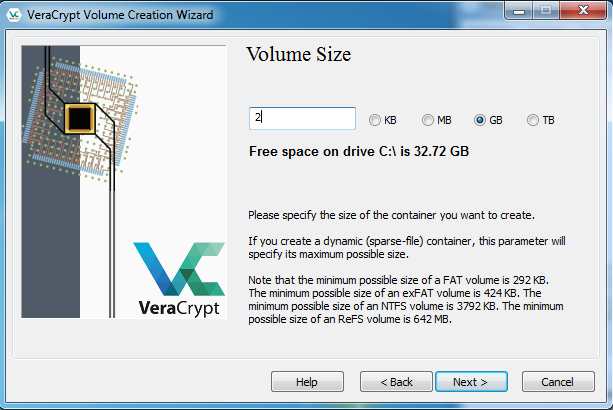 VeraCrypt Volume Creation Wizard
Volume Size
2
KB
MB
GB
TB
Free space on drive C:\ is 32.72 GB
Please specify the size of the container you want to create.
If you create a dynamic (sparse-file) container, this parameter will
specify its maximum possible size.
Note that the minimum possible size of a FAT volume is 292 KB.
The minimum possible size of an exFAT volume is 424 KB. The
minimum possible size of an NTFS volume is 3792 KB. The minimum
possible size of an ReFS volume is 642 MB.
VeraCrypt
Help
< Back
Next >
Cancel